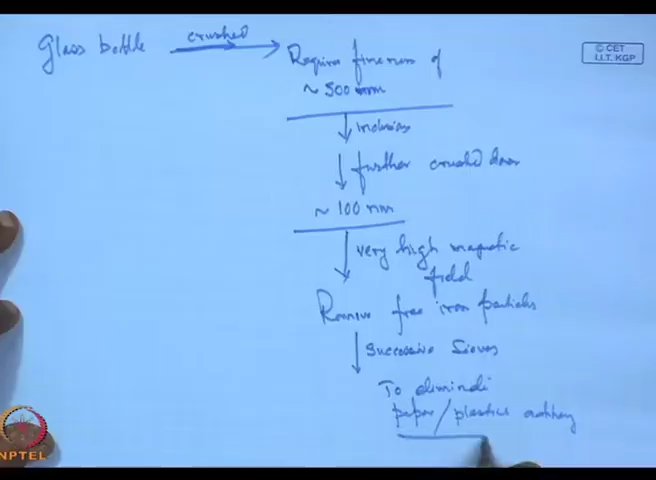 Glass bottle crushed
Require fineness of
~ 500 mm
inclusion
further crushed down
~ 100 mm
very high magnetic
field
Remove free iron particles
successive Sieves
To eliminate
paper/plastics
© CET
I.I.T. KGP
NPTEL